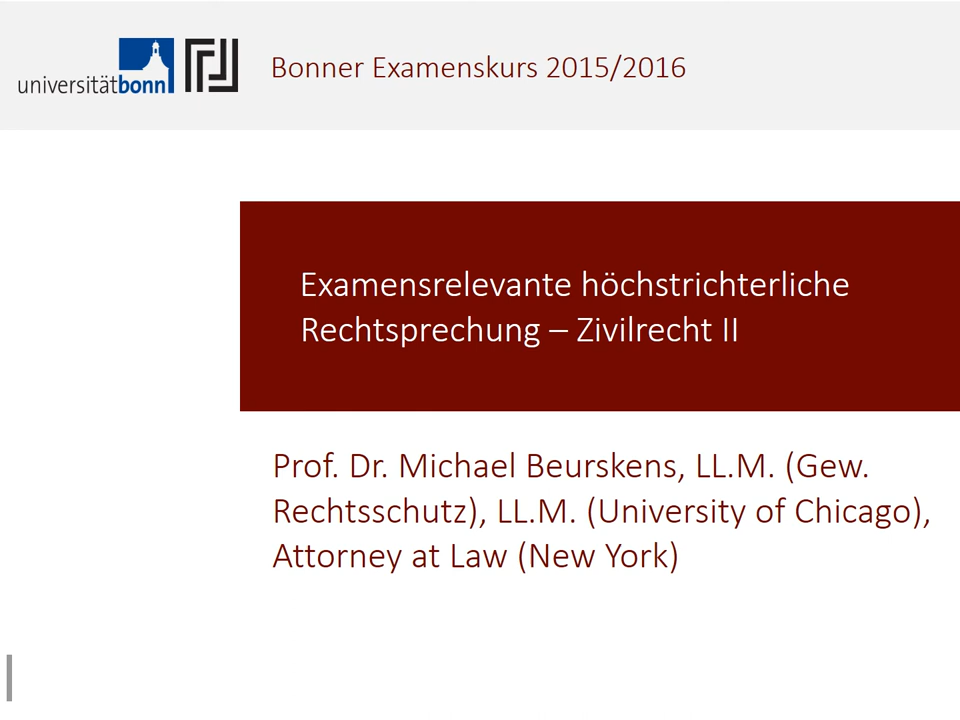 universitätbonn
Bonner Examenskurs 2015/2016
Examensrelevante höchstrichterliche
Rechtsprechung – Zivilrecht II
Prof. Dr. Michael Beurskens, LL.M. (Gew.
Rechtsschutz), LL.M. (University of Chicago),
Attorney at Law (New York)